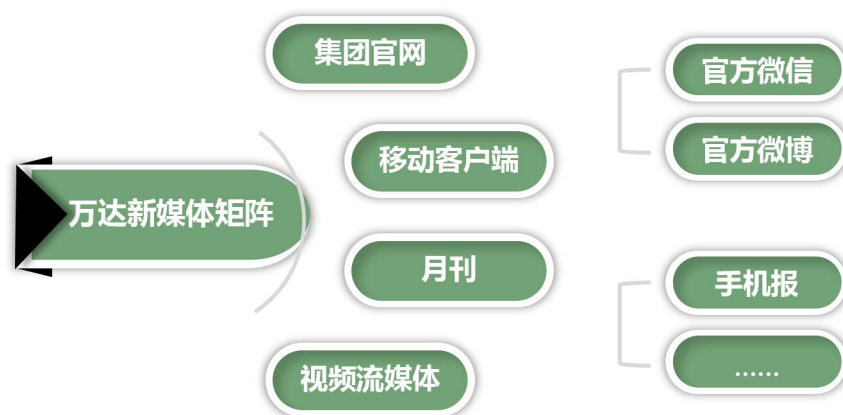 万达新媒体矩阵
集团官网
移动客户端
月刊
视频流媒体
官方微信
官方微博
手机报
......